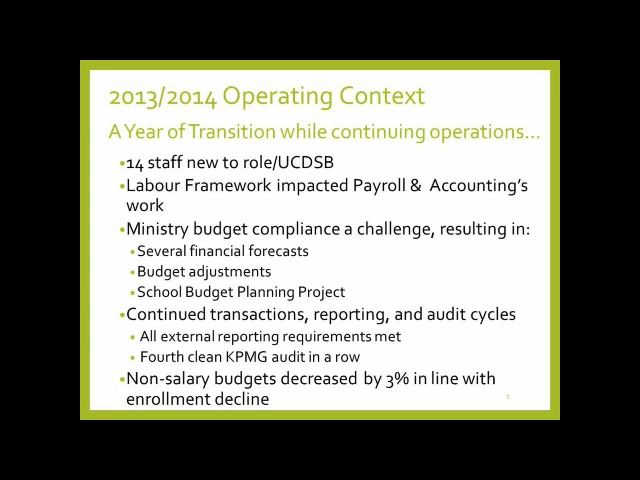 2013/2014 Operating Context
A Year of Transition while continuing operations...
•14 staff new to role/UCDSB
•Labour Framework impacted Payroll & Accounting's
work
•Ministry budget compliance a challenge, resulting in:
•Several financial forecasts
•Budget adjustments
•School Budget Planning Project
•Continued transactions, reporting, and audit cycles
• All external reporting requirements met
• Fourth clean KPMG audit in a row
•Non-salary budgets decreased by 3% in line with
enrollment decline